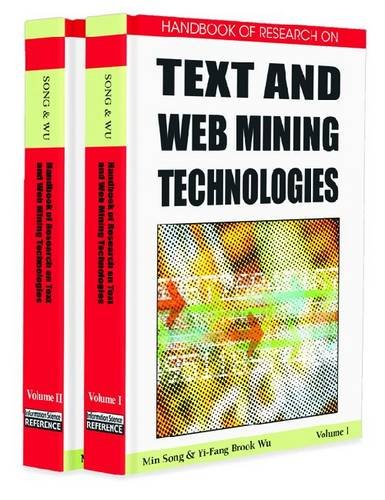 HANDBOOK OF RESEARCH ON
TEXT AND
WEB MINING
TECHNOLOGIES
Min Song & Yi-Fang Brook Wu
Volume I
SONG & WU
Handbook of Research on Text
and Web Mining Technologies
Volume I
Information Science
REFERENCE
SONG & WU
Handbook of Research on Text
and Web Mining Technologies
Volume II
Information Science
REFERENCE
M